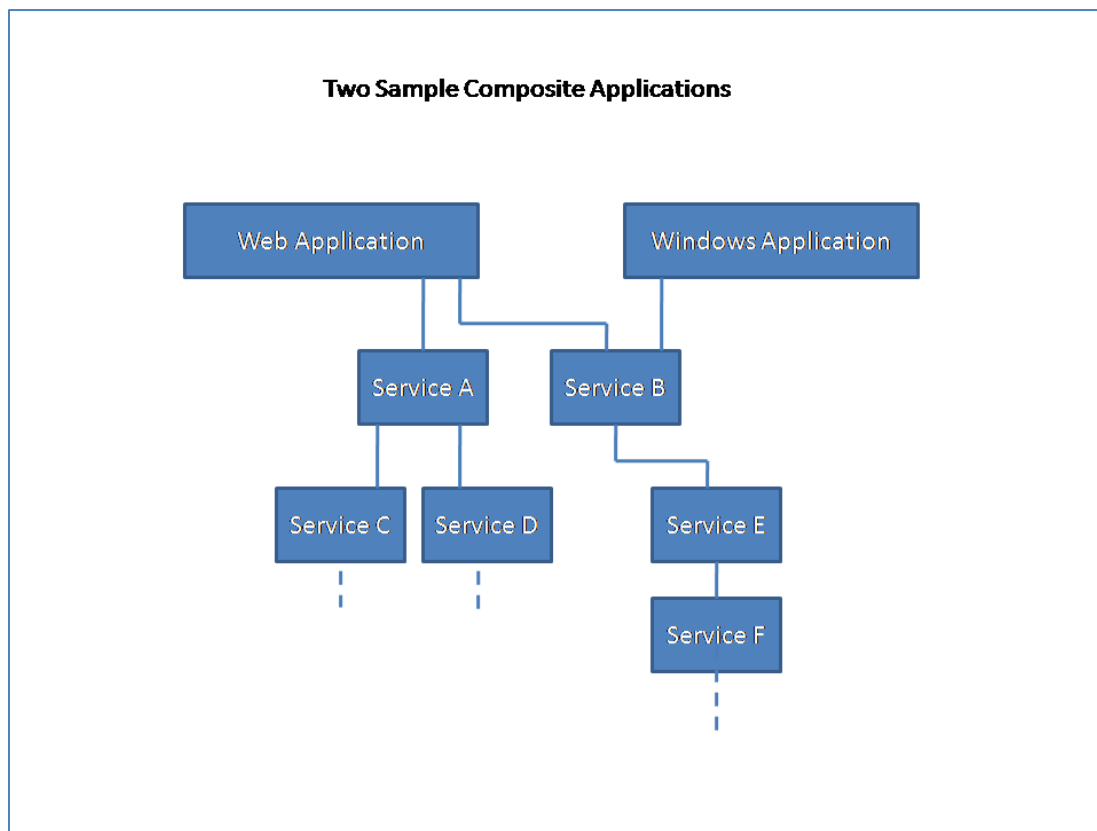 Two Sample Composite Applications
Web Application
Windows Application
Service A
Service B
Service C
Service D
Service E
Service F